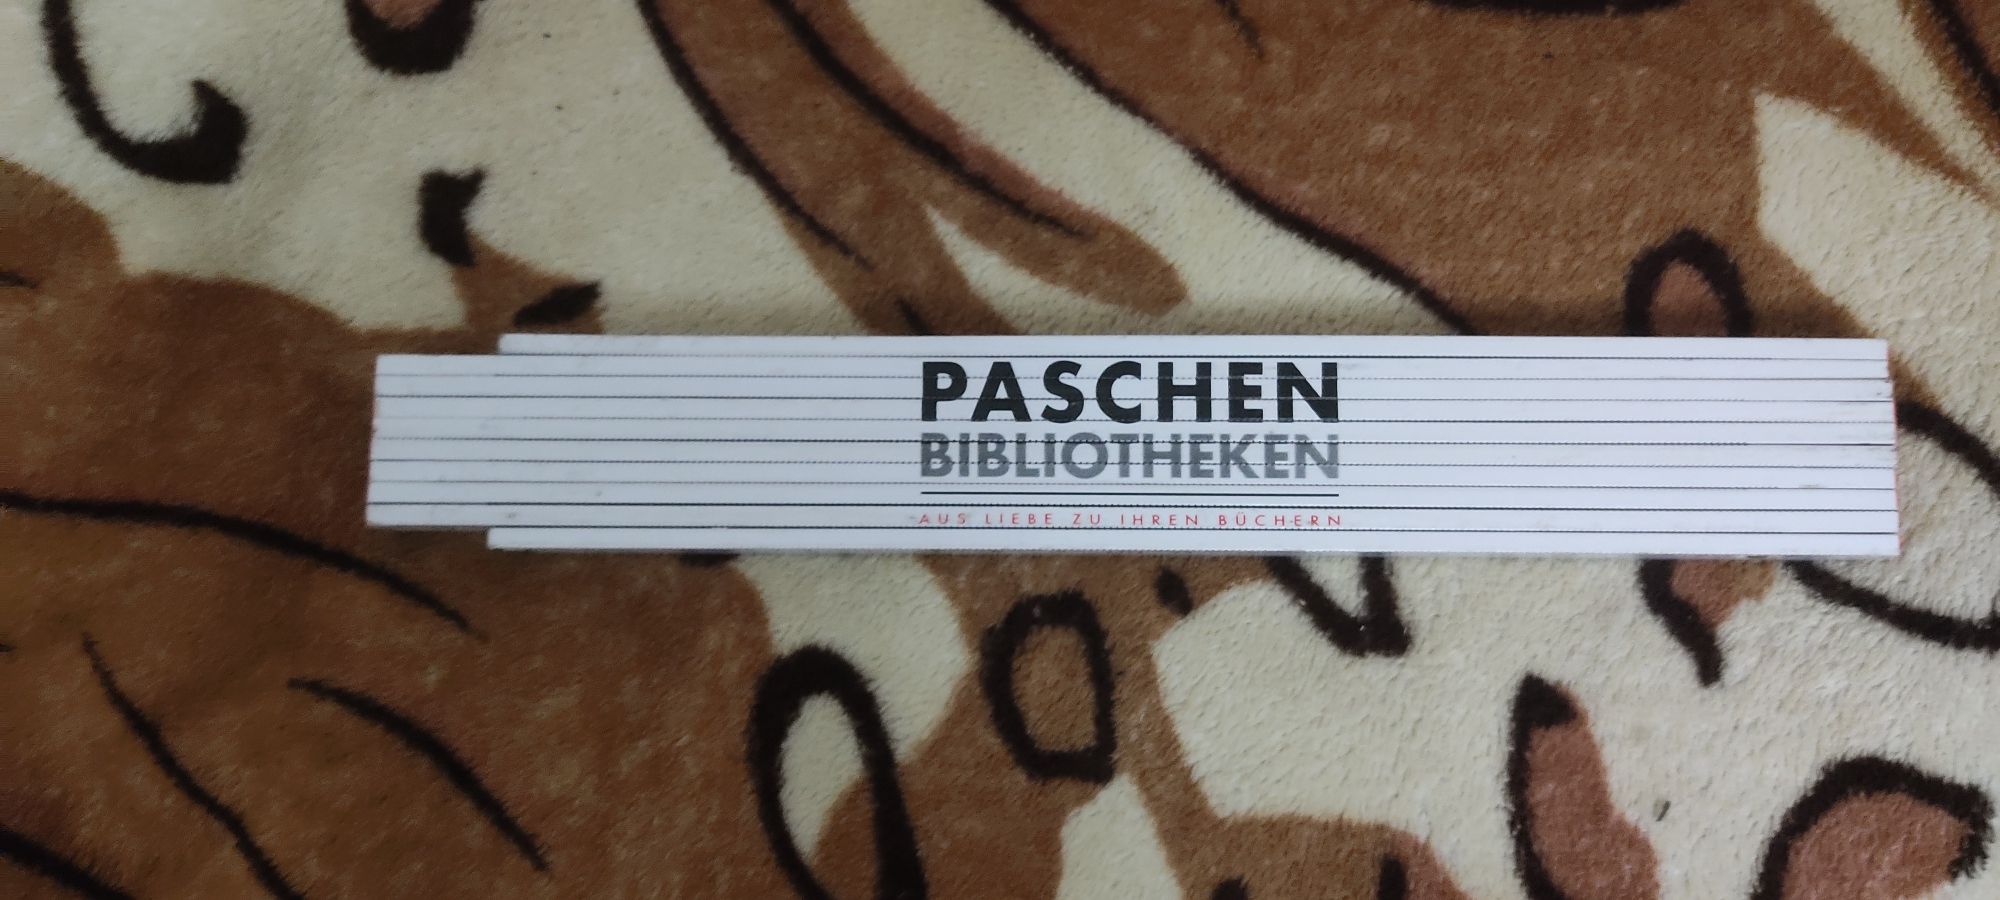 PASCHEN
BIBLIOTHEKEN
AUS LIEBE ZU IHREN BÜCHERN